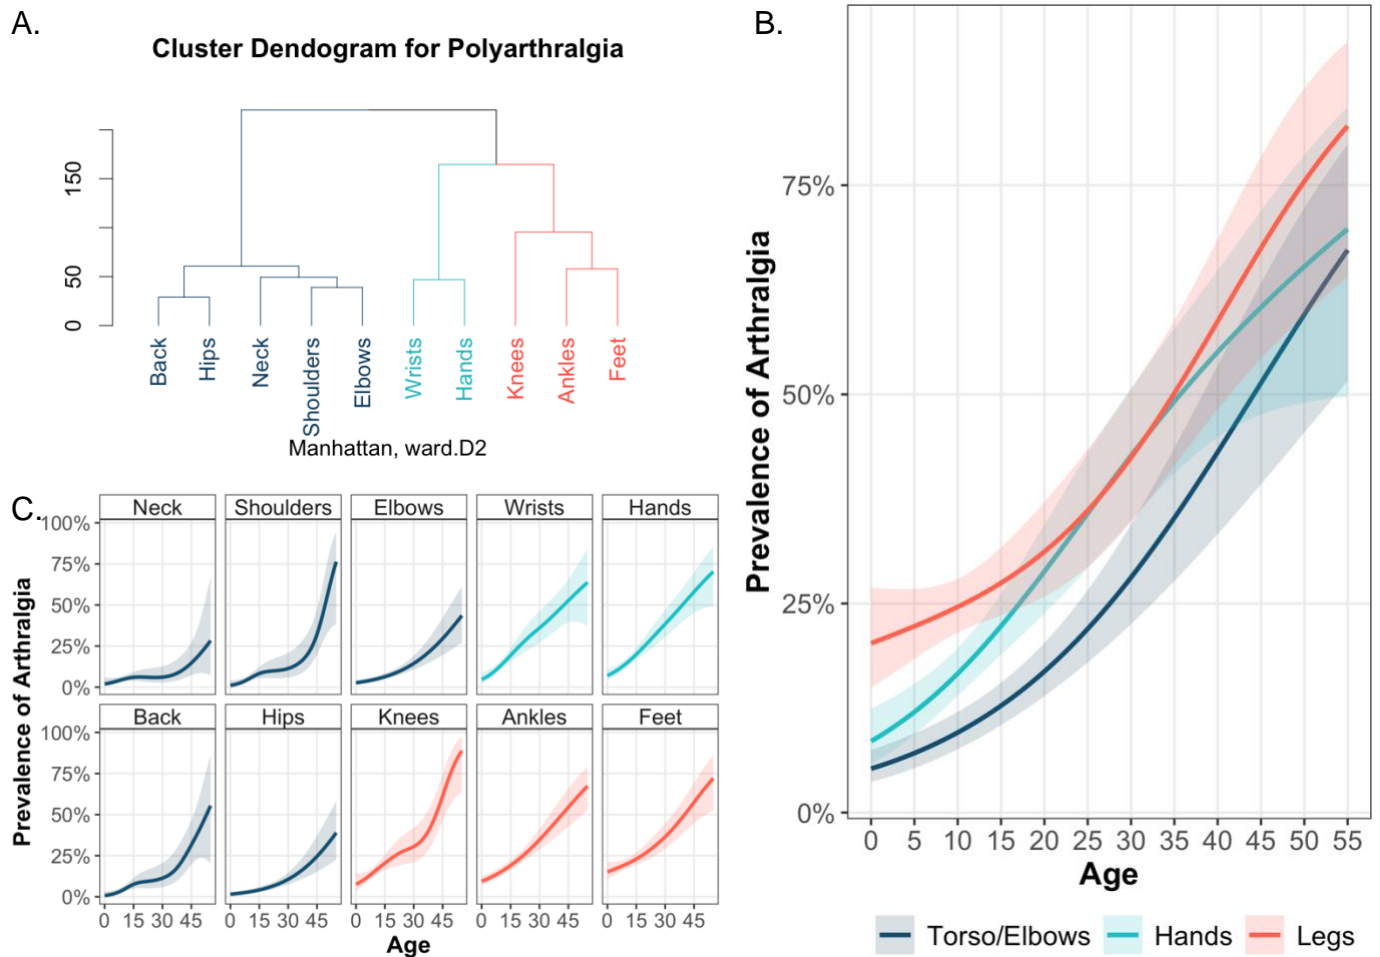 A.
Cluster Dendogram for Polyarthralgia
150
50
0
Back
Hips
Neck
Shoulders
Elbows
Wrists
Hands
Knees
Ankles
Feet
Manhattan, ward.D2
B.
Prevalence of Arthralgia
75%
50%
25%
0%
0 5 10 15 20 25 30 35 40 45 50 55
Age
Torso/Elbows Hands Legs
C.
Prevalence of Arthralgia
Neck Shoulders Elbows Wrists Hands
100%
75%
50%
25%
0%
Back Hips Knees Ankles Feet
100%
75%
50%
25%
0%
0 15 30 45 0 15 30 45 0 15 30 45 0 15 30 45 0 15 30 45
Age